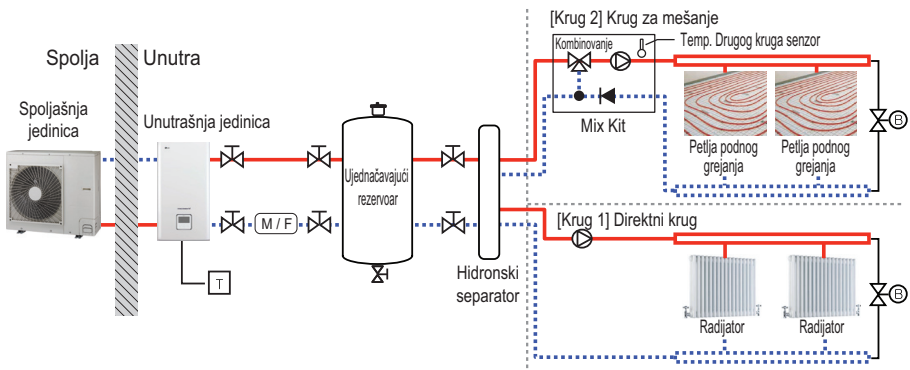 Spolja
Unutra
Spoljašnja
jedinica
Unutrašnja jedinica
T
M / F
Ujednačavajući
rezervoar
Hidronski
separator
[Krug 2] Krug za mešanje
Kombinovanje
Temp. Drugog kruga senzor
Mix Kit
Petlja podnog
grejanja
Petlja podnog
grejanja
B
[Krug 1] Direktni krug
Radijator
Radijator
B